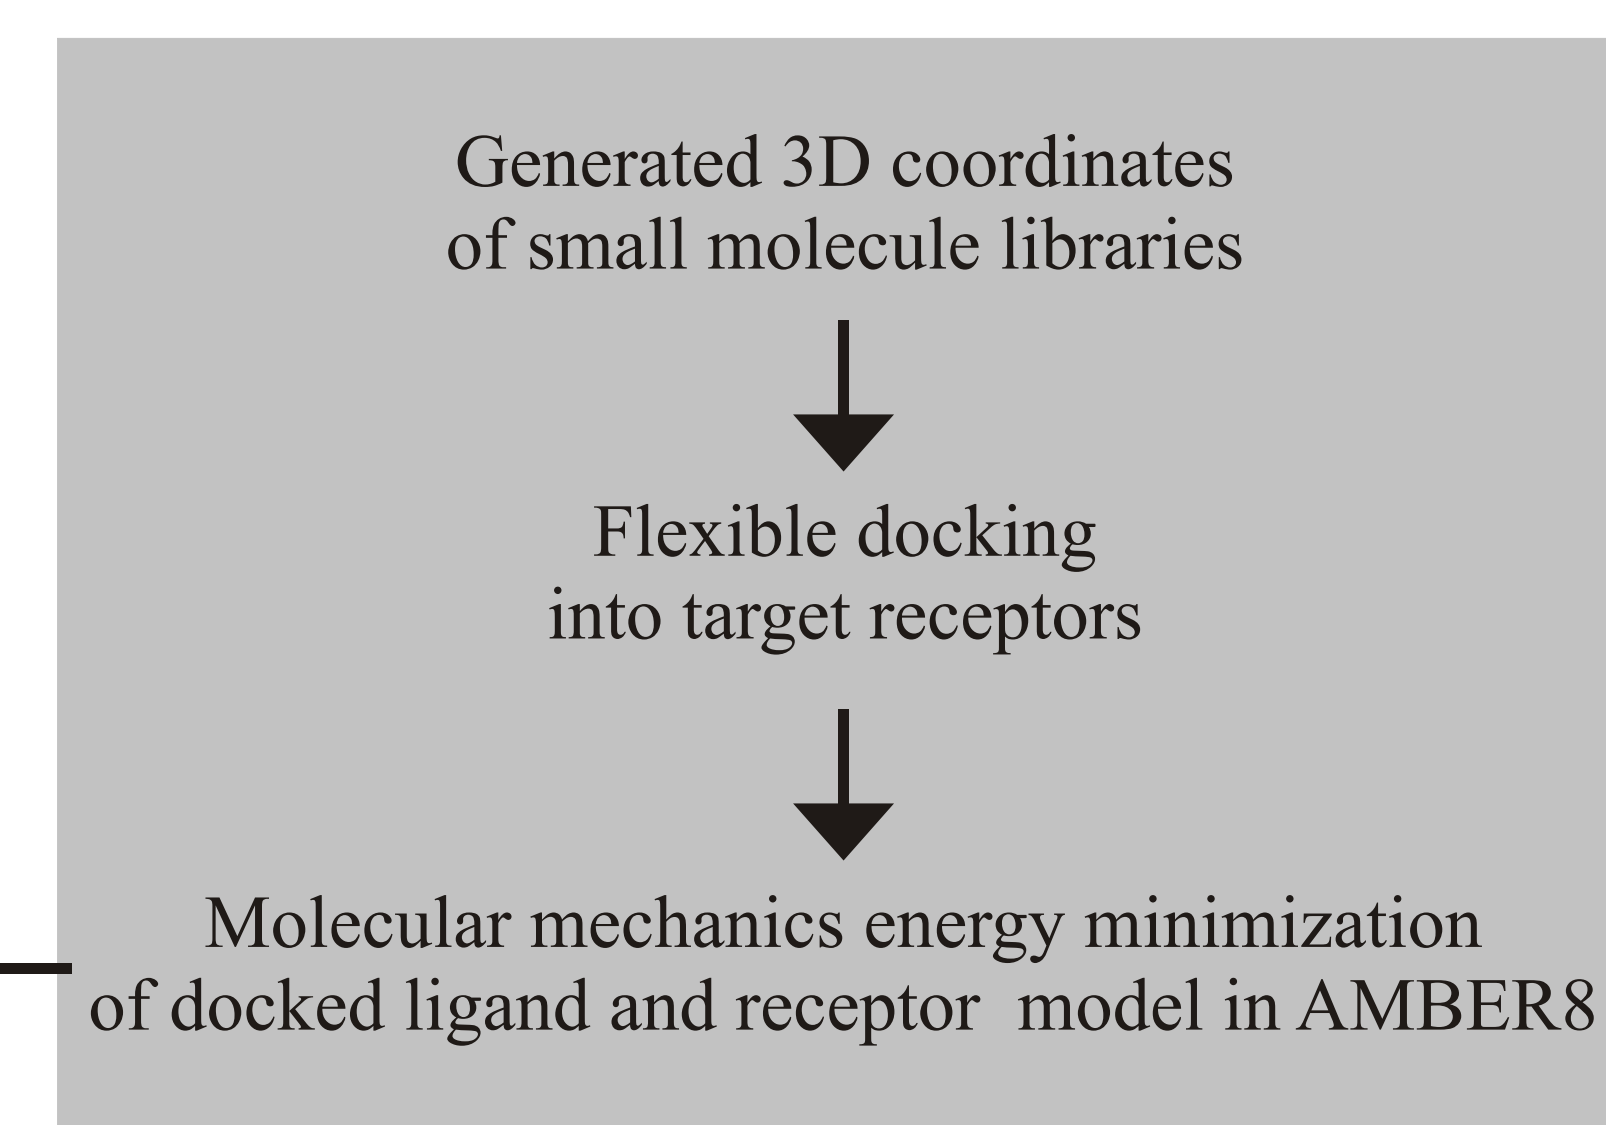 Generated 3D coordinates
of small molecule libraries
Flexible docking
into target receptors
Molecular mechanics energy minimization
of docked ligand and receptor  model in AMBER8